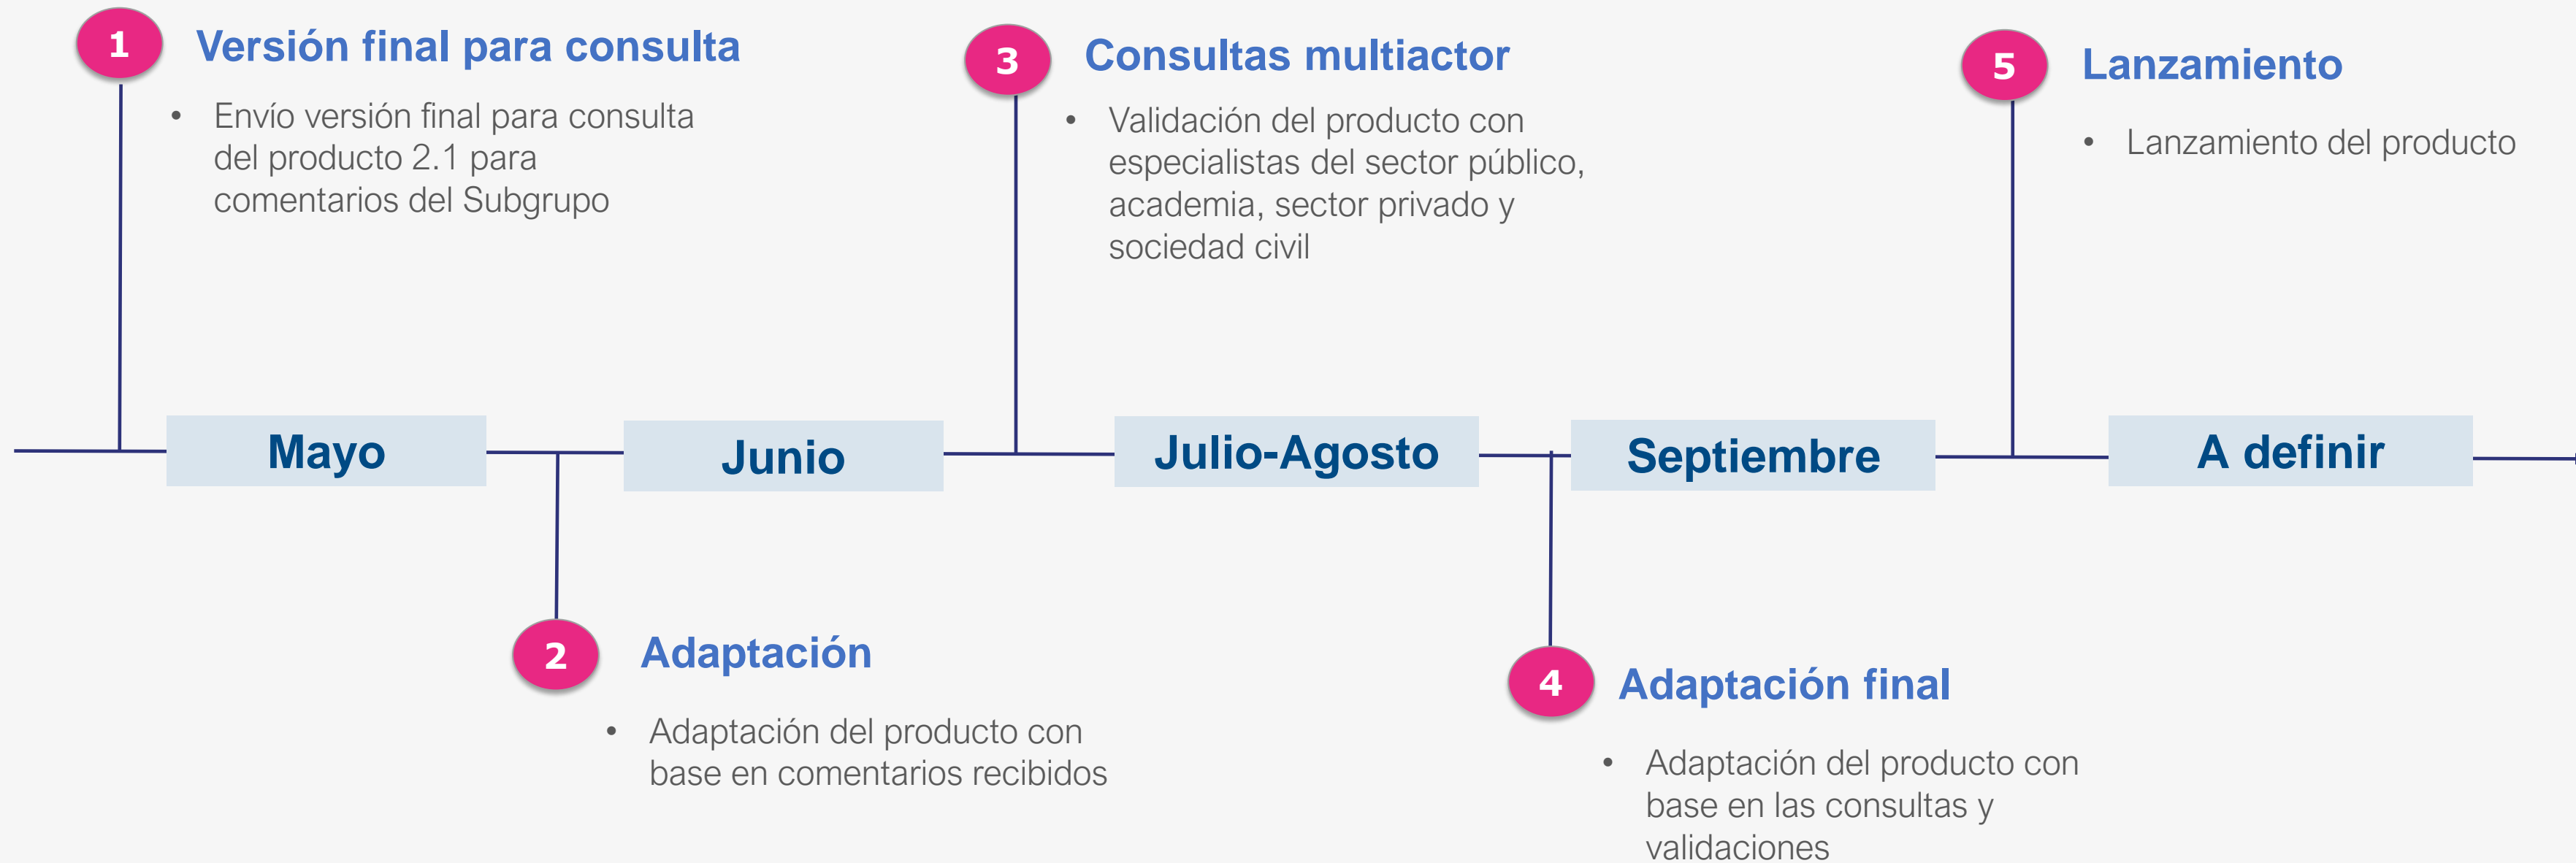 1
Versión final para consulta
• Envío versión final para consulta
del producto 2.1 para
comentarios del Subgrupo
3
Consultas multiactor
• Validación del producto con
especialistas del sector público,
academia, sector privado y
sociedad civil
5
Lanzamiento
• Lanzamiento del producto
Mayo
Junio
Julio-Agosto
Septiembre
A definir
2
Adaptación
• Adaptación del producto con
base en comentarios recibidos
4
Adaptación final
• Adaptación del producto con
base en las consultas y
validaciones